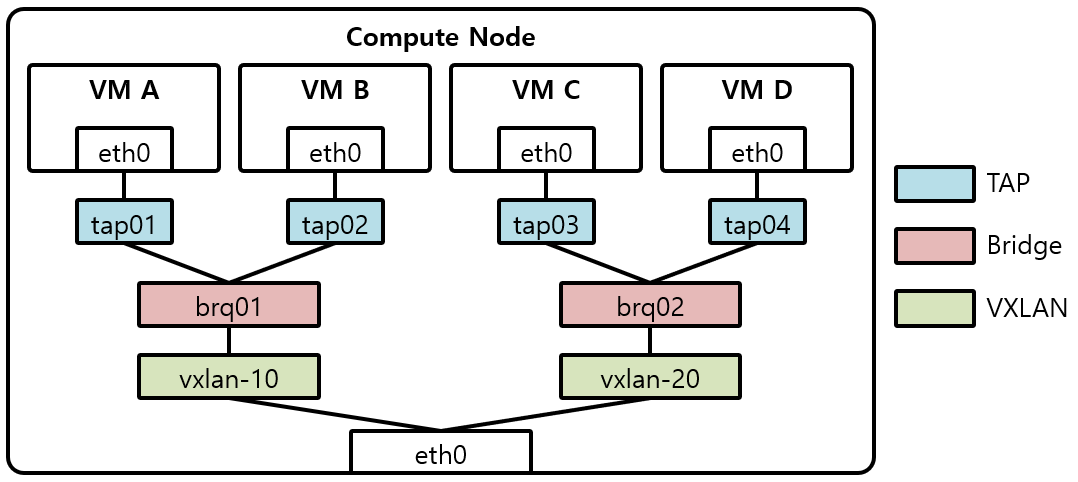 Compute Node
VM A
VM B
VM C
VM D
eth0
eth0
eth0
eth0
tap01
tap02
tap03
tap04
brq01
brq02
vxlan-10
vxlan-20
eth0
TAP
Bridge
VXLAN